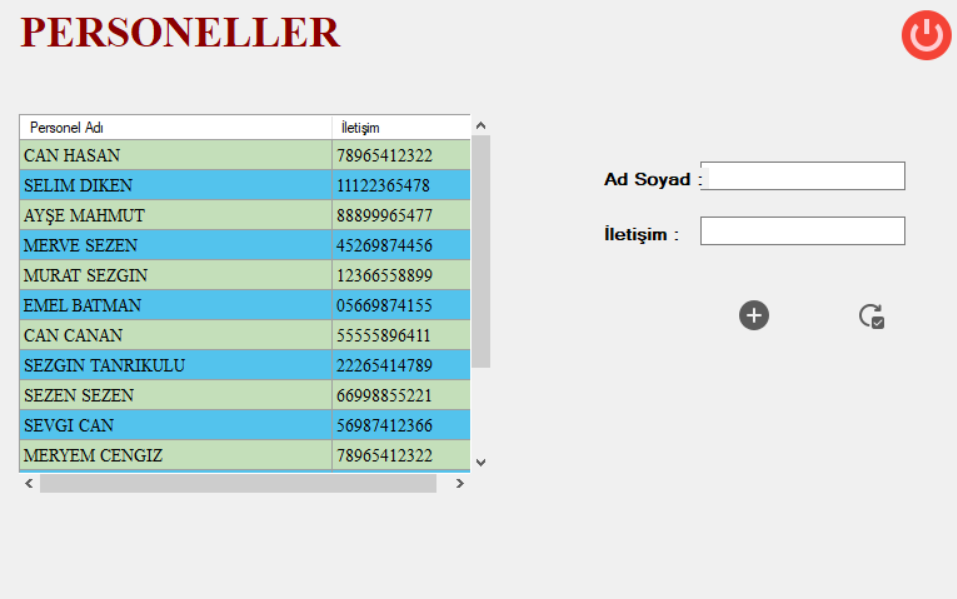 PERSONELLER
Personel Adı İletişim
CAN HASAN 78965412322
SELIM DIKEN 11122365478
AYŞE MAHMUT 88899965477
MERVE SEZEN 45269874456
MURAT SEZGIN 12366558899
EMEL BATMAN 05669874155
CAN CANAN 55555896411
SEZGIN TANRIKULU 22265414789
SEZEN SEZEN 66998855221
SEVGI CAN 56987412366
MERYEM CENGIZ 78965412322
Ad Soyad :
İletişim :